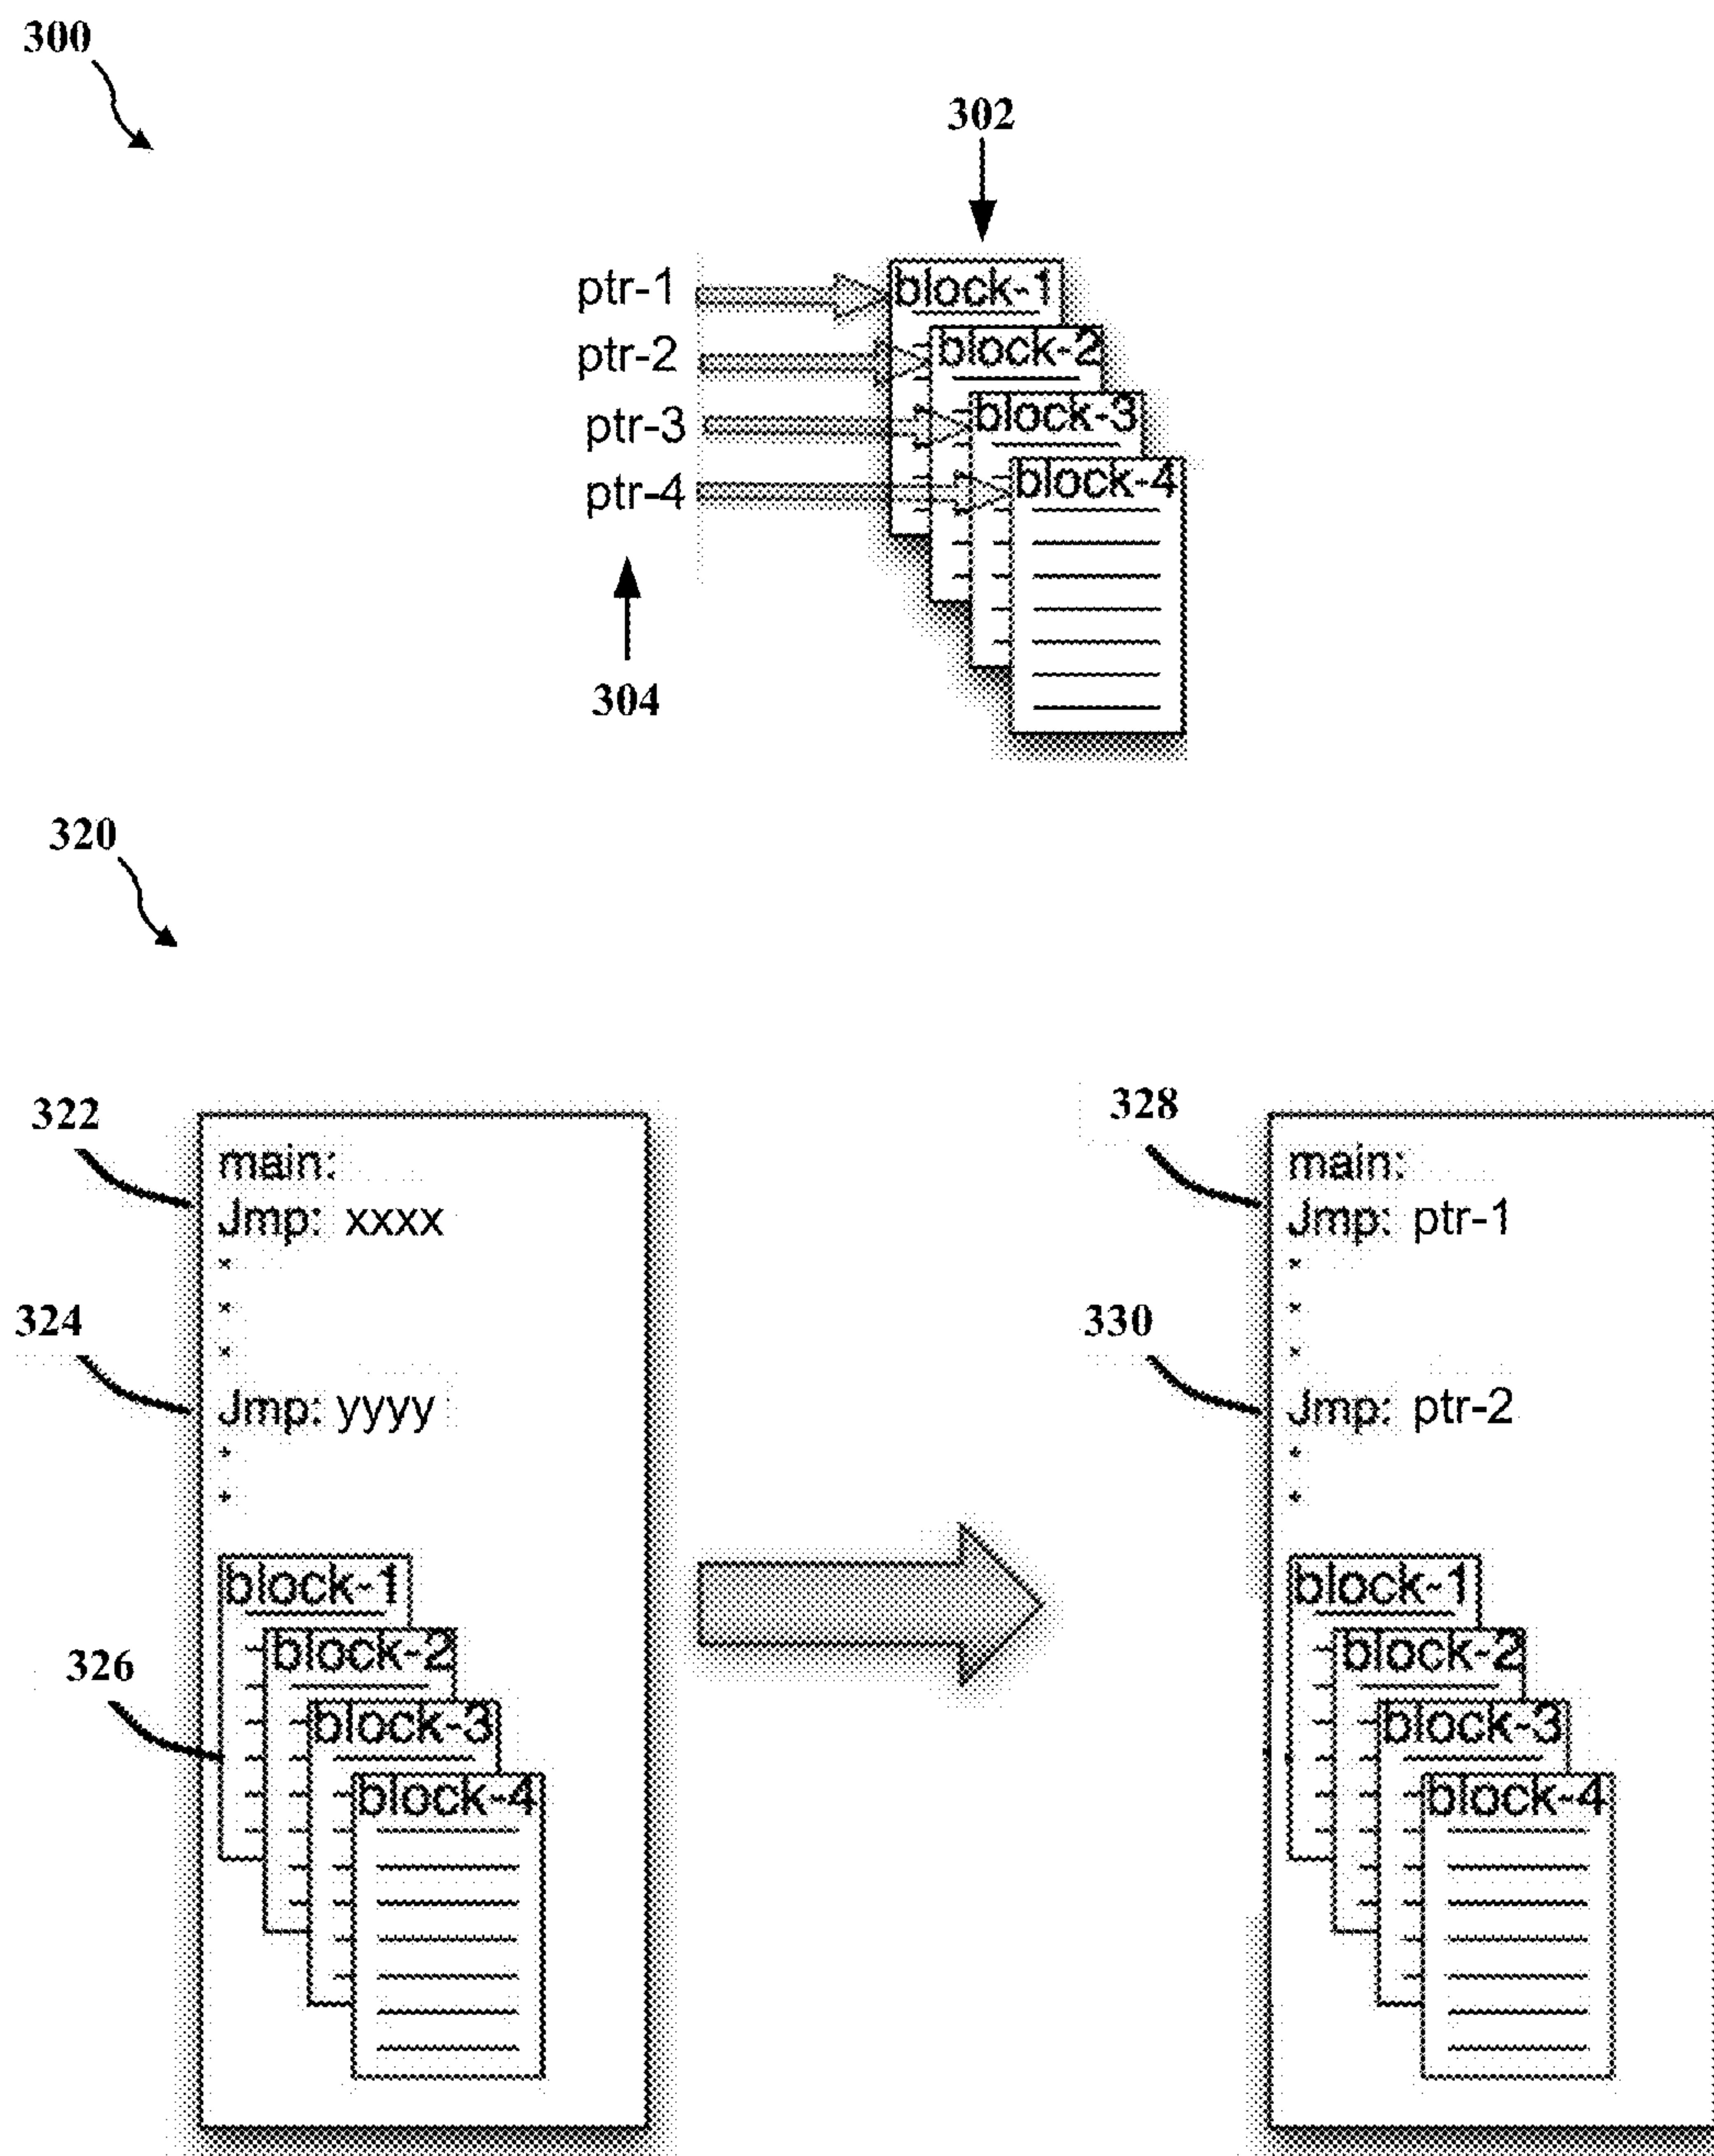 300
302
ptr-1
block-1
ptr-2
block-2
ptr-3
block-3
ptr-4
block-4
304
320
322
main:
Jmp: xxxx
*
*
*
324
Jmp: yyyy
*
*
block-1
block-2
326
block-3
block-4
328
main:
Jmp: ptr-1
*
*
*
330
Jmp: ptr-2
*
*
block-1
block-2
block-3
block-4